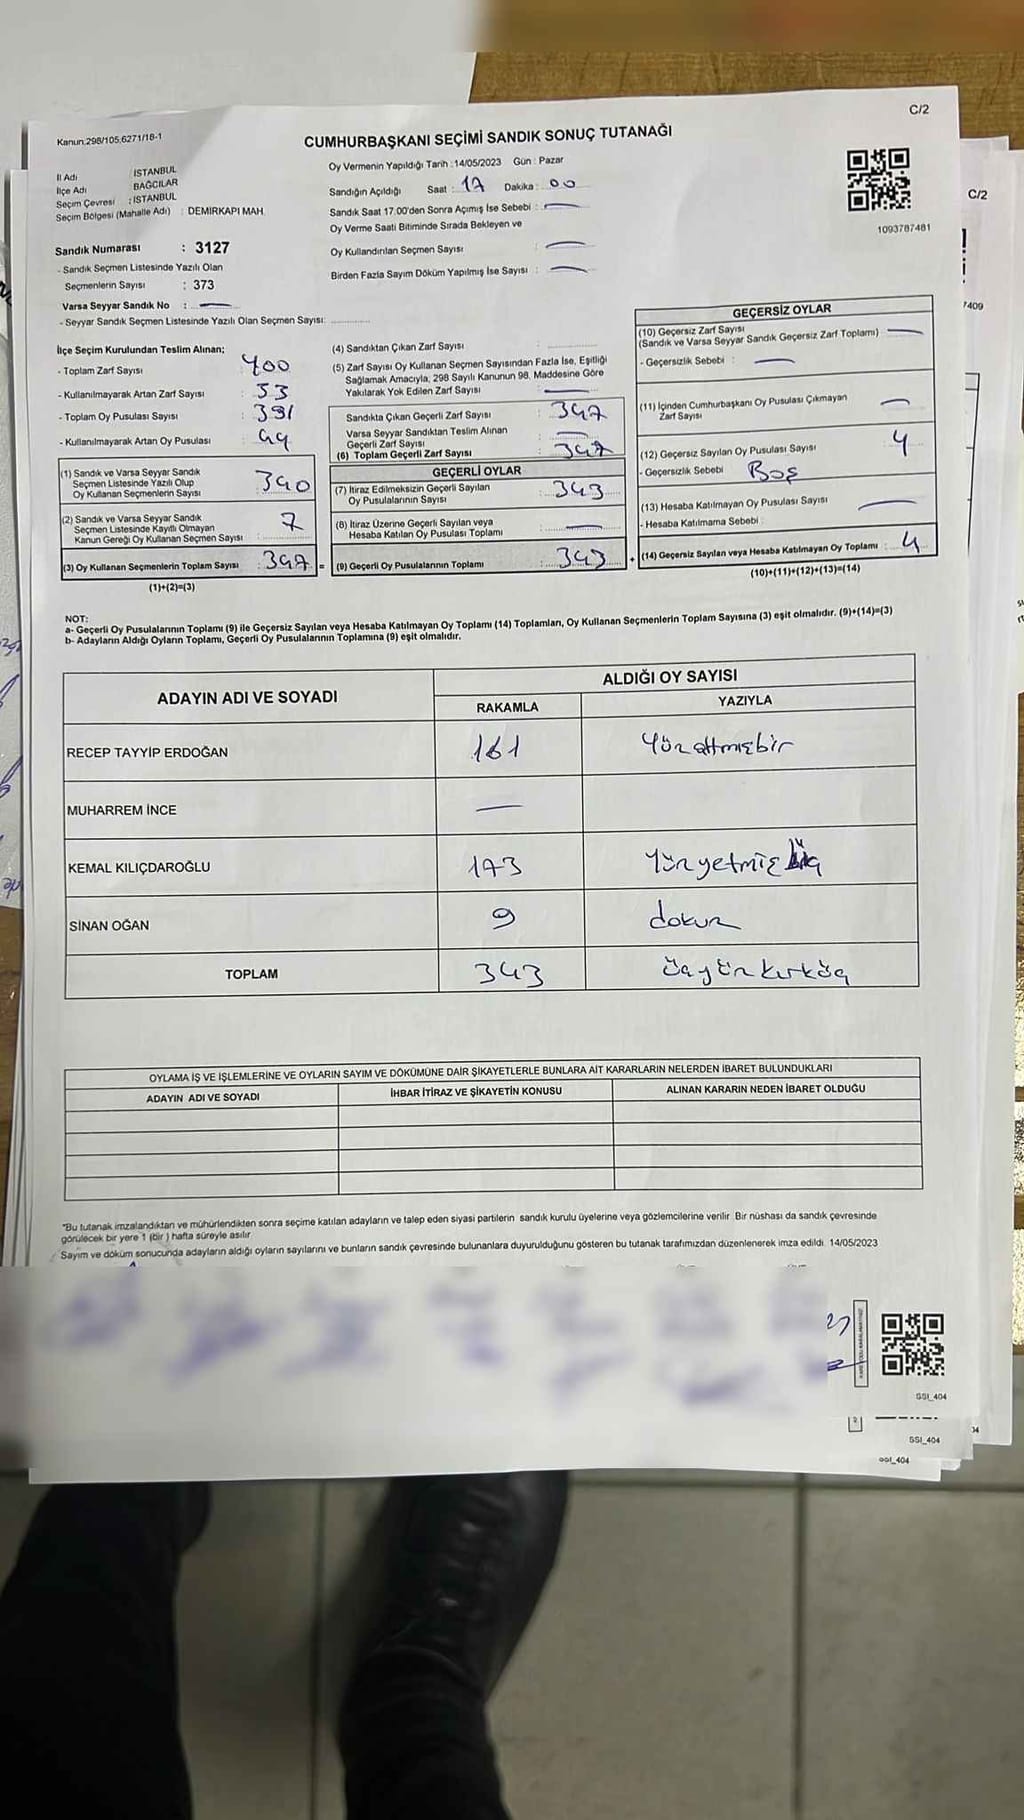 C/2
Kanun:298/105,6271/18-1
CUMHURBAŞKANI SEÇİMİ SANDIK SONUÇ TUTANAĞI
İl Adı : İSTANBUL
İlçe Adı : BAĞCILAR
Seçim Çevresi : İSTANBUL
Seçim Bölgesi (Mahalle Adı) : DEMİRKAPI MAH.
Oy Vermenin Yapıldığı Tarih : 14/05/2023 Gün : Pazar
Sandığın Açıldığı Saat : 17 Dakika : 00
Sandık Saat 17.00'den Sonra Açımış İse Sebebi : —
Oy Verme Saati Bitiminde Sırada Bekleyen ve
Oy Kullandırılan Seçmen Sayısı : —
Birden Fazla Sayım Döküm Yapılmış İse Sayısı : —
1093787481
C/2
7409
Sandık Numarası : 3127
- Sandık Seçmen Listesinde Yazılı Olan
Seçmenlerin Sayısı : 373
Varsa Seyyar Sandık No : —
- Seyyar Sandık Seçmen Listesinde Yazılı Olan Seçmen Sayısı:
İlçe Seçim Kurulundan Teslim Alınan;
- Toplam Zarf Sayısı : 400
- Kullanılmayarak Artan Zarf Sayısı : 53
- Toplam Oy Pusulası Sayısı : 391
- Kullanılmayarak Artan Oy Pusulası : 44
(1) Sandık ve Varsa Seyyar Sandık
Seçmen Listesinde Yazılı Olup
Oy Kullanan Seçmenlerin Sayısı : 340
(2) Sandık ve Varsa Seyyar Sandık
Seçmen Listesinde Kayıtlı Olmayan
Kanun Gereği Oy Kullanan Seçmen Sayısı : 7
(3) Oy Kullanan Seçmenlerin Toplam Sayısı : 347 =
(1)+(2)=(3)
(4) Sandıktan Çıkan Zarf Sayısı :
(5) Zarf Sayısı Oy Kullanan Seçmen Sayısından Fazla İse, Eşitliği
Sağlamak Amacıyla; 298 Sayılı Kanunun 98. Maddesine Göre
Yakılarak Yok Edilen Zarf Sayısı : —
Sandıkta Çıkan Geçerli Zarf Sayısı : 347
Varsa Seyyar Sandıktan Teslim Alınan
Geçerli Zarf Sayısı : —
(6) Toplam Geçerli Zarf Sayısı : 347
GEÇERLİ OYLAR
(7) İtiraz Edilmeksizin Geçerli Sayılan
Oy Pusulalarının Sayısı : 343
(8) İtiraz Üzerine Geçerli Sayılan veya
Hesaba Katılan Oy Pusulası Toplamı : —
(9) Geçerli Oy Pusulalarının Toplamı : 343 +
GEÇERSİZ OYLAR
(10) Geçersiz Zarf Sayısı : —
(Sandık ve Varsa Seyyar Sandık Geçersiz Zarf Toplamı)
- Geçersizlik Sebebi : —
(11) İçinden Cumhurbaşkanı Oy Pusulası Çıkmayan
Zarf Sayısı : —
(12) Geçersiz Sayılan Oy Pusulası Sayısı : 4
- Geçersizlik Sebebi : Boş
(13) Hesaba Katılmayan Oy Pusulası Sayısı : —
- Hesaba Katılmama Sebebi :
(14) Geçersiz Sayılan veya Hesaba Katılmayan Oy Toplamı : 4
(10)+(11)+(12)+(13)=(14)
NOT:
a- Geçerli Oy Pusulalarının Toplamı (9) ile Geçersiz Sayılan veya Hesaba Katılmayan Oy Toplamı (14) Toplamları, Oy Kullanan Seçmenlerin Toplam Sayısına (3) eşit olmalıdır. (9)+(14)=(3)
b- Adayların Aldığı Oyların Toplamı, Geçerli Oy Pusulalarının Toplamına (9) eşit olmalıdır.
ADAYIN ADI VE SOYADI ALDIĞI OY SAYISI
RAKAMLA YAZIYLA
RECEP TAYYİP ERDOĞAN 161 Yüzaltmışbir
MUHARREM İNCE —
KEMAL KILIÇDAROĞLU 173 Yüzyetmiş üç
SİNAN OĞAN 9 dokuz
TOPLAM 343 üçyüzkırküç
OYLAMA İŞ VE İŞLEMLERİNE VE OYLARIN SAYIM VE DÖKÜMÜNE DAİR ŞİKAYETLERLE BUNLARA AİT KARARLARIN NELERDEN İBARET BULUNDUKLARI
ADAYIN ADI VE SOYADI İHBAR İTİRAZ VE ŞİKAYETİN KONUSU ALINAN KARARIN NEDEN İBARET OLDUĞU
*Bu tutanak imzalandıktan ve mühürlendikten sonra seçime katılan adayların ve talep eden siyasi partilerin sandık kurulu üyelerine veya gözlemcilerine verilir. Bir nüshası da sandık çevresinde
görülecek bir yere 1 (bir) hafta süreyle asılır.
Sayım ve döküm sonucunda adayların aldığı oyların sayılarını ve bunların sandık çevresinde bulunanlara duyurulduğunu gösteren bu tutanak tarafımızdan düzenlenerek imza edildi. 14/05/2023
SSI_404
SSI_404
SSI_404